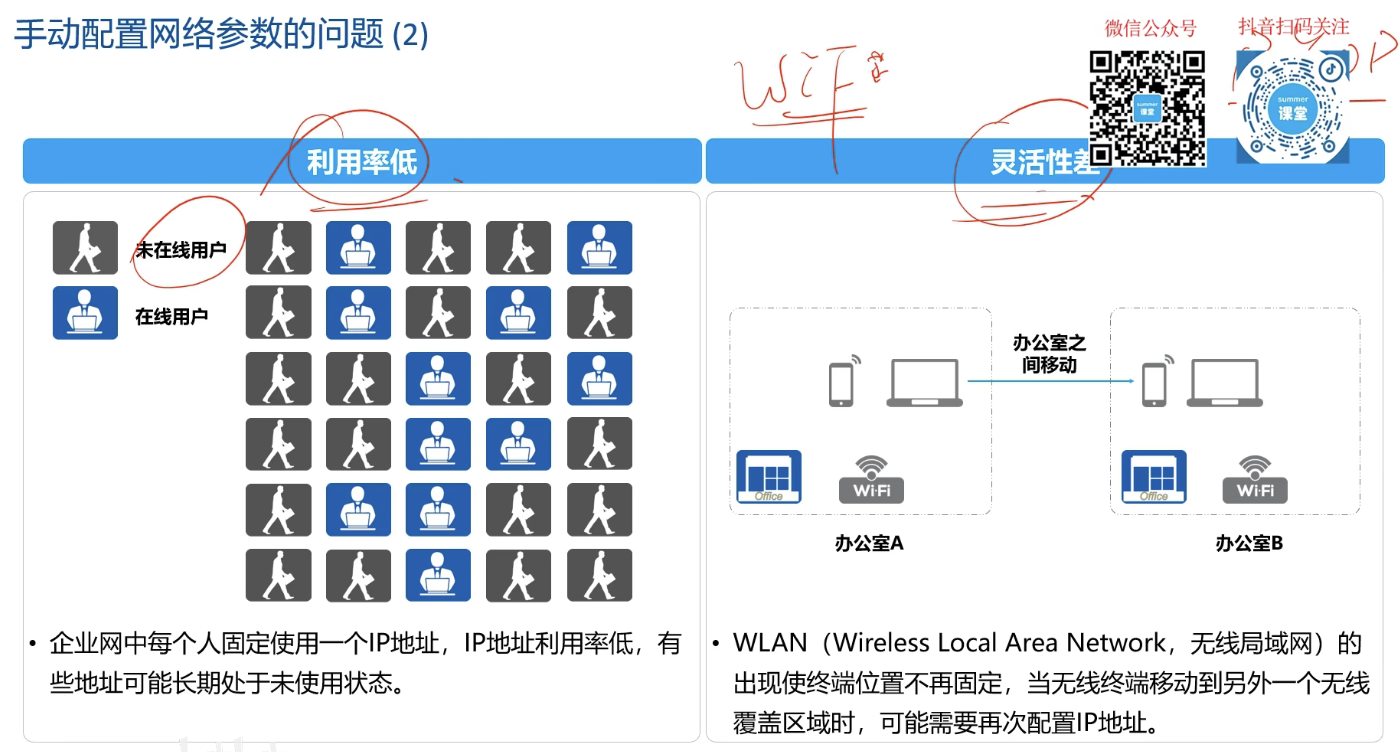 手动配置网络参数的问题 (2)
微信公众号
抖音扫码关注
WiFi
summer
课堂
summer
课堂
利用率低
灵活性差
未在线用户
在线用户
办公室之
间移动
Office
Wi-Fi
Office
Wi-Fi
办公室A
办公室B
• 企业网中每个人固定使用一个IP地址，IP地址利用率低，有
些地址可能长期处于未使用状态。
• WLAN（Wireless Local Area Network，无线局域网）的
出现使终端位置不再固定，当无线终端移动到另外一个无线
覆盖区域时，可能需要再次配置IP地址。